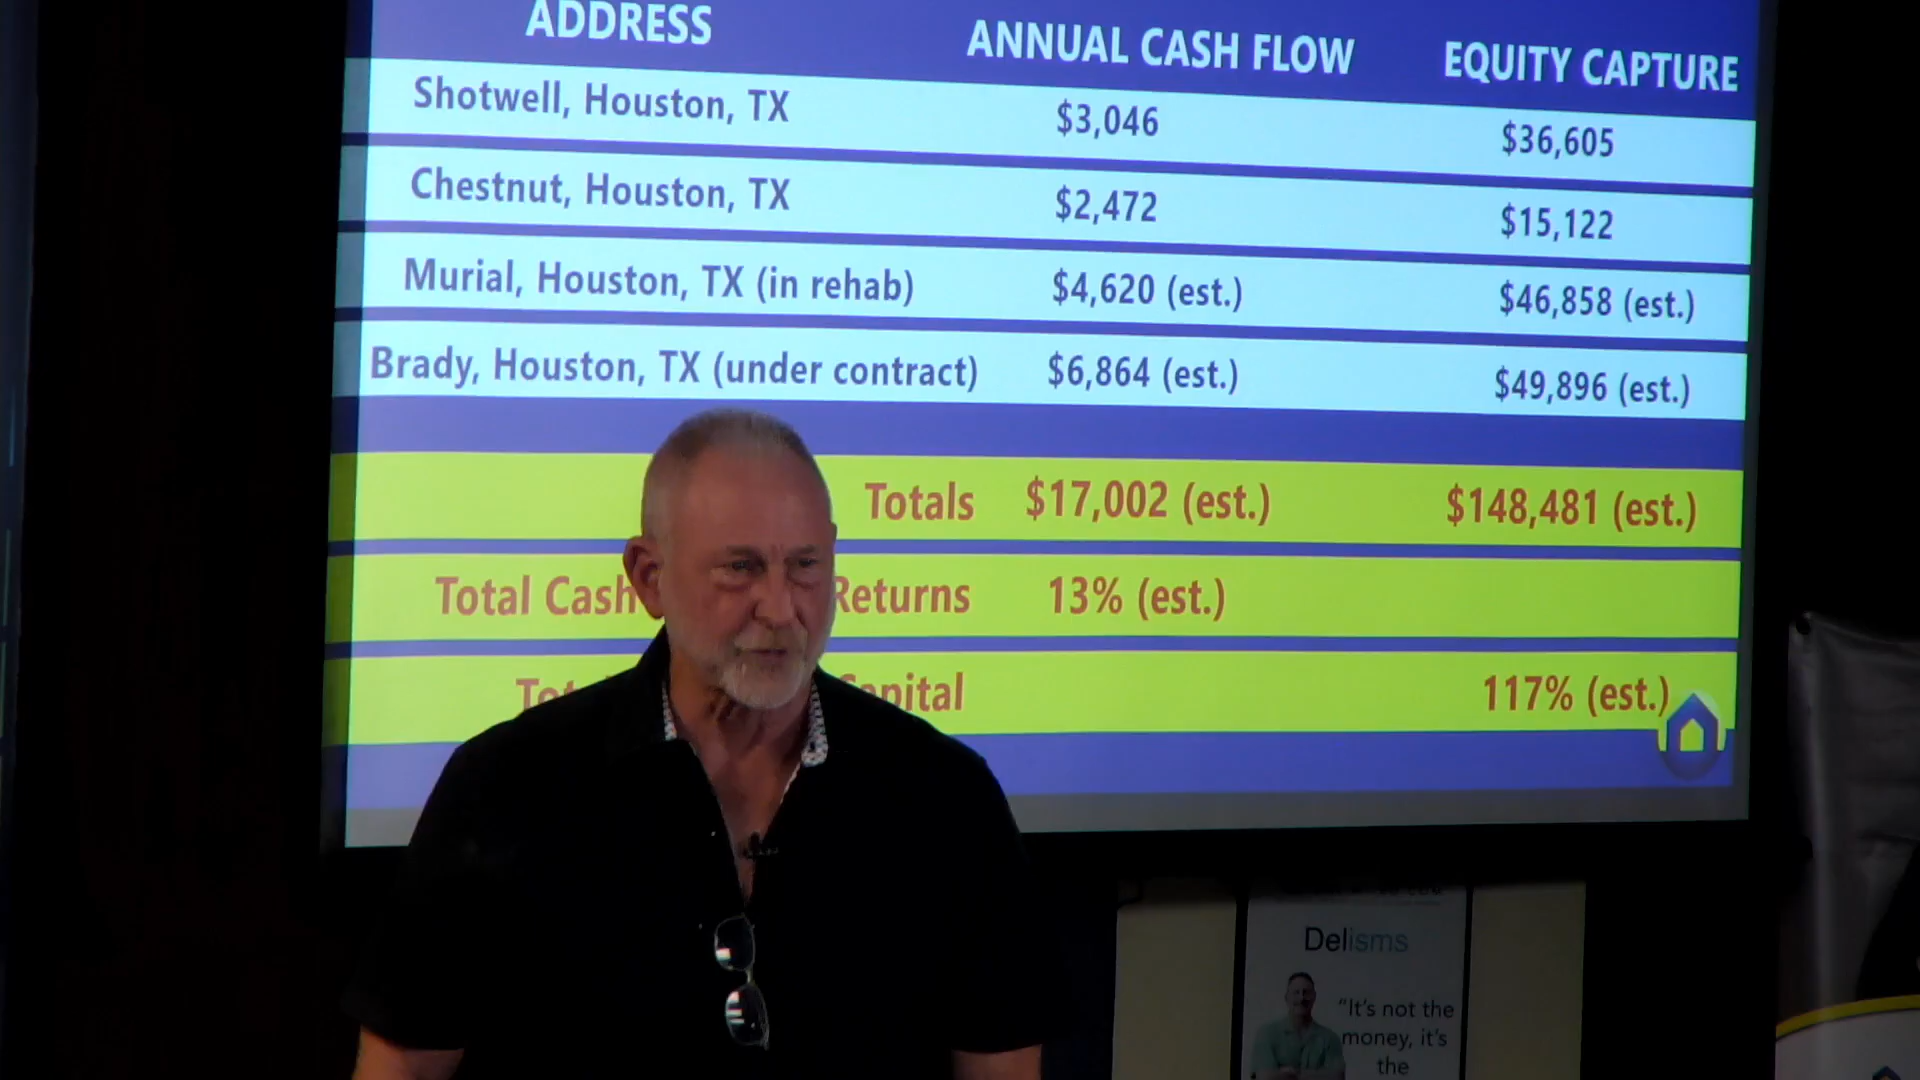 ADDRESS ANNUAL CASH FLOW EQUITY CAPTURE
Shotwell, Houston, TX $3,046 $36,605
Chestnut, Houston, TX $2,472 $15,122
Murial, Houston, TX (in rehab) $4,620 (est.) $46,858 (est.)
Brady, Houston, TX (under contract) $6,864 (est.) $49,896 (est.)
Totals $17,002 (est.) $148,481 (est.)
Total Cash Returns 13% (est.)
117% (est.)
Delisms
"It's not the
money, it's
the